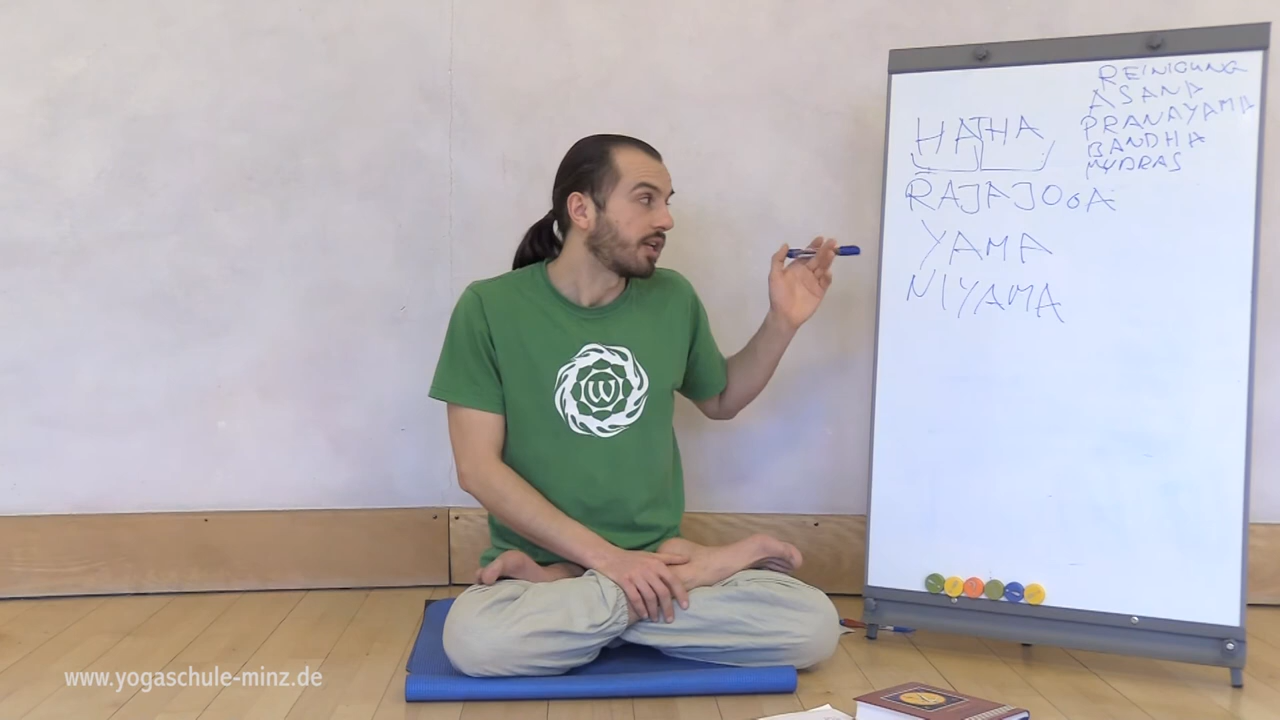 REINIGUNG
ASANA
PRANAYAMA
BANDHA
MUDRAS
HATHA
RAJAJOGA
YAMA
NIYAMA
W
www.yogaschule-minz.de